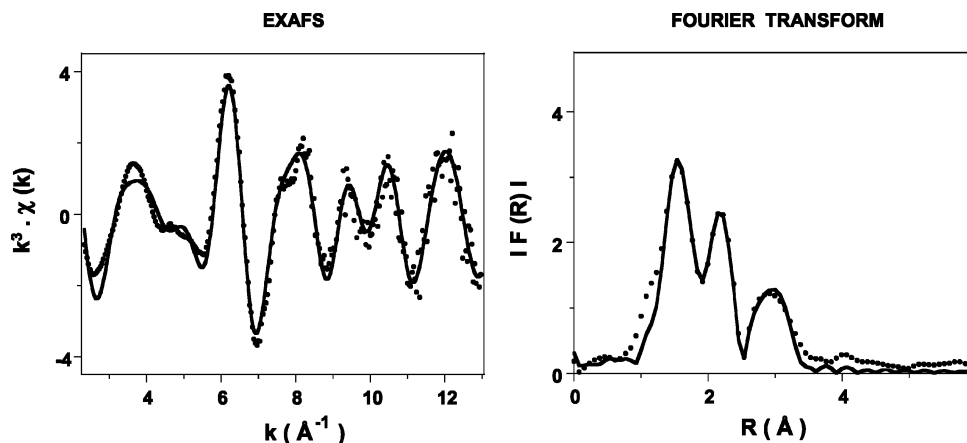 EXAFS
FOURIER TRANSFORM
k³ · χ (k)
4
0
-4
4 6 8 10 12
k ( Å⁻¹ )
I F (R) I
4
2
0
0 2 4
R ( Å )